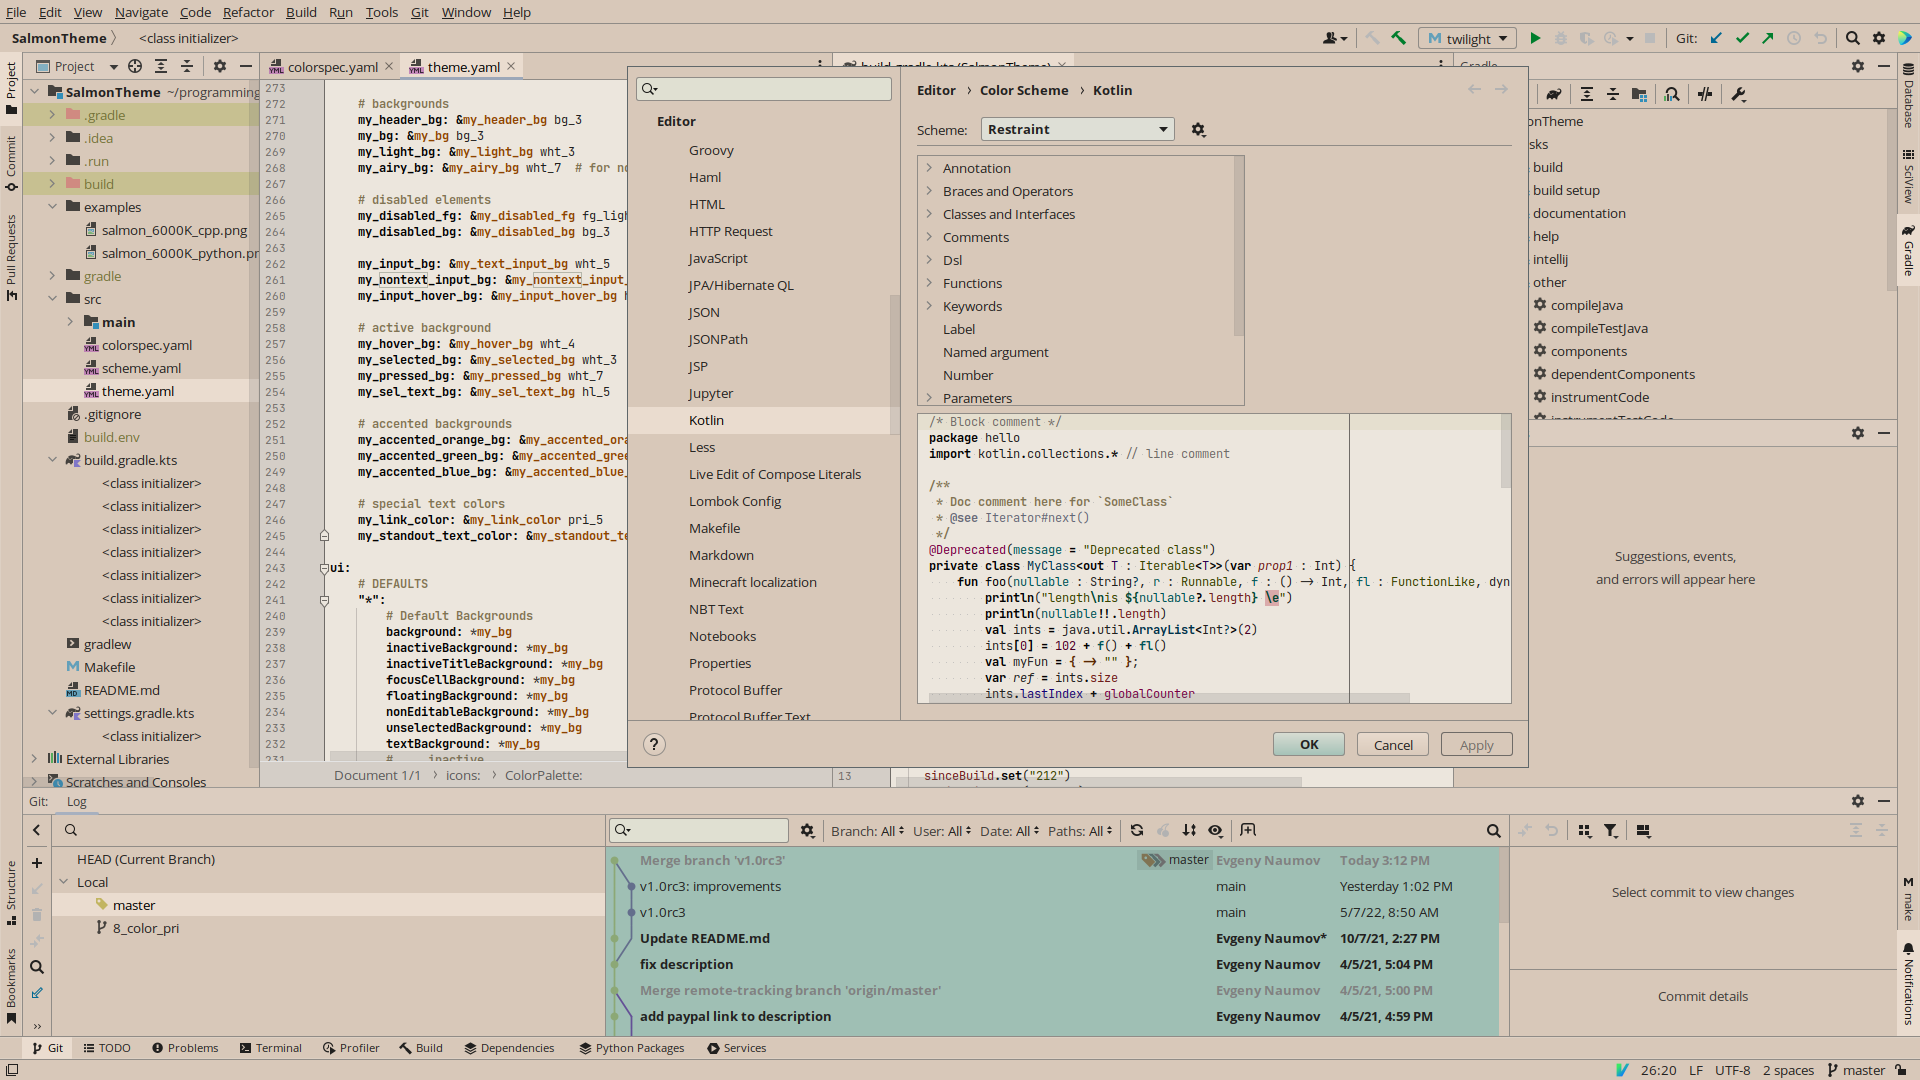 File Edit View Navigate Code Refactor Build Run Tools Git Window Help
SalmonTheme <class initializer>
twilight
Git:
Project
Commit
Pull Requests
Structure
Bookmarks
Project
SalmonTheme ~/programming
.gradle
.idea
.run
build
examples
salmon_6000K_cpp.png
salmon_6000K_python.pr
gradle
src
main
colorspec.yaml
scheme.yaml
theme.yaml
.gitignore
build.env
build.gradle.kts
<class initializer>
<class initializer>
<class initializer>
<class initializer>
<class initializer>
<class initializer>
<class initializer>
gradlew
Makefile
README.md
settings.gradle.kts
<class initializer>
External Libraries
Scratches and Consoles
colorspec.yaml theme.yaml
273
272 # backgrounds
271 my_header_bg: &my_header_bg bg_3
270 my_bg: &my_bg bg_3
269 my_light_bg: &my_light_bg wht_3
268 my_airy_bg: &my_airy_bg wht_7 # for no
267
266 # disabled elements
265 my_disabled_fg: &my_disabled_fg fg_ligh
264 my_disabled_bg: &my_disabled_bg bg_3
263
262 my_input_bg: &my_text_input_bg wht_5
261 my_nontext_input_bg: &my_nontext_input_
260 my_input_hover_bg: &my_input_hover_bg
259
258 # active background
257 my_hover_bg: &my_hover_bg wht_4
256 my_selected_bg: &my_selected_bg wht_3
255 my_pressed_bg: &my_pressed_bg wht_7
254 my_sel_text_bg: &my_sel_text_bg hl_5
253
252 # accented backgrounds
251 my_accented_orange_bg: &my_accented_ora
250 my_accented_green_bg: &my_accented_gree
249 my_accented_blue_bg: &my_accented_blue_
248
247 # special text colors
246 my_link_color: &my_link_color pri_5
245 my_standout_text_color: &my_standout_te
244
243 ui:
242 # DEFAULTS
241 "*":
240 # Default Backgrounds
239 background: *my_bg
238 inactiveBackground: *my_bg
237 inactiveTitleBackground: *my_bg
236 focusCellBackground: *my_bg
235 floatingBackground: *my_bg
234 nonEditableBackground: *my_bg
233 unselectedBackground: *my_bg
232 textBackground: *my_bg
231 # inactive
Document 1/1 › icons: › ColorPalette:
build.gradle.kts (SalmonTheme)
13 sinceBuild.set("212")
Editor
Groovy
Haml
HTML
HTTP Request
JavaScript
JPA/Hibernate QL
JSON
JSONPath
JSP
Jupyter
Kotlin
Less
Live Edit of Compose Literals
Lombok Config
Makefile
Markdown
Minecraft localization
NBT Text
Notebooks
Properties
Protocol Buffer
Protocol Buffer Text
Editor › Color Scheme › Kotlin
Scheme: Restraint
Annotation
Braces and Operators
Classes and Interfaces
Comments
Dsl
Functions
Keywords
Label
Named argument
Number
Parameters
/* Block comment */
package hello
import kotlin.collections.* // line comment
/**
* Doc comment here for `SomeClass`
* @see Iterator#next()
*/
@Deprecated(message = "Deprecated class")
private class MyClass<out T : Iterable<T>>(var prop1 : Int) {
fun foo(nullable : String?, r : Runnable, f : () → Int, fl : FunctionLike, dyn
println("length\nis ${nullable?.length} \e")
println(nullable!!.length)
val ints = java.util.ArrayList<Int?>(2)
ints[0] = 102 + f() + fl()
val myFun = { → "" };
var ref = ints.size
ints.lastIndex + globalCounter
? OK Cancel Apply
Gradle
onTheme
sks
build
build setup
documentation
help
intellij
other
compileJava
compileTestJava
components
dependentComponents
instrumentCode
instrumentTestCode
Suggestions, events,
and errors will appear here
Database
SciView
Gradle
make
Notifications
Git: Log
HEAD (Current Branch)
Local
master
8_color_pri
Branch: All User: All Date: All Paths: All
Merge branch 'v1.0rc3' master Evgeny Naumov Today 3:12 PM
v1.0rc3: improvements main Yesterday 1:02 PM
v1.0rc3 main 5/7/22, 8:50 AM
Update README.md Evgeny Naumov* 10/7/21, 2:27 PM
fix description Evgeny Naumov 4/5/21, 5:04 PM
Merge remote-tracking branch 'origin/master' Evgeny Naumov 4/5/21, 5:00 PM
add paypal link to description Evgeny Naumov 4/5/21, 4:59 PM
Select commit to view changes
Commit details
Git TODO Problems Terminal Profiler Build Dependencies Python Packages Services
26:20 LF UTF-8 2 spaces master